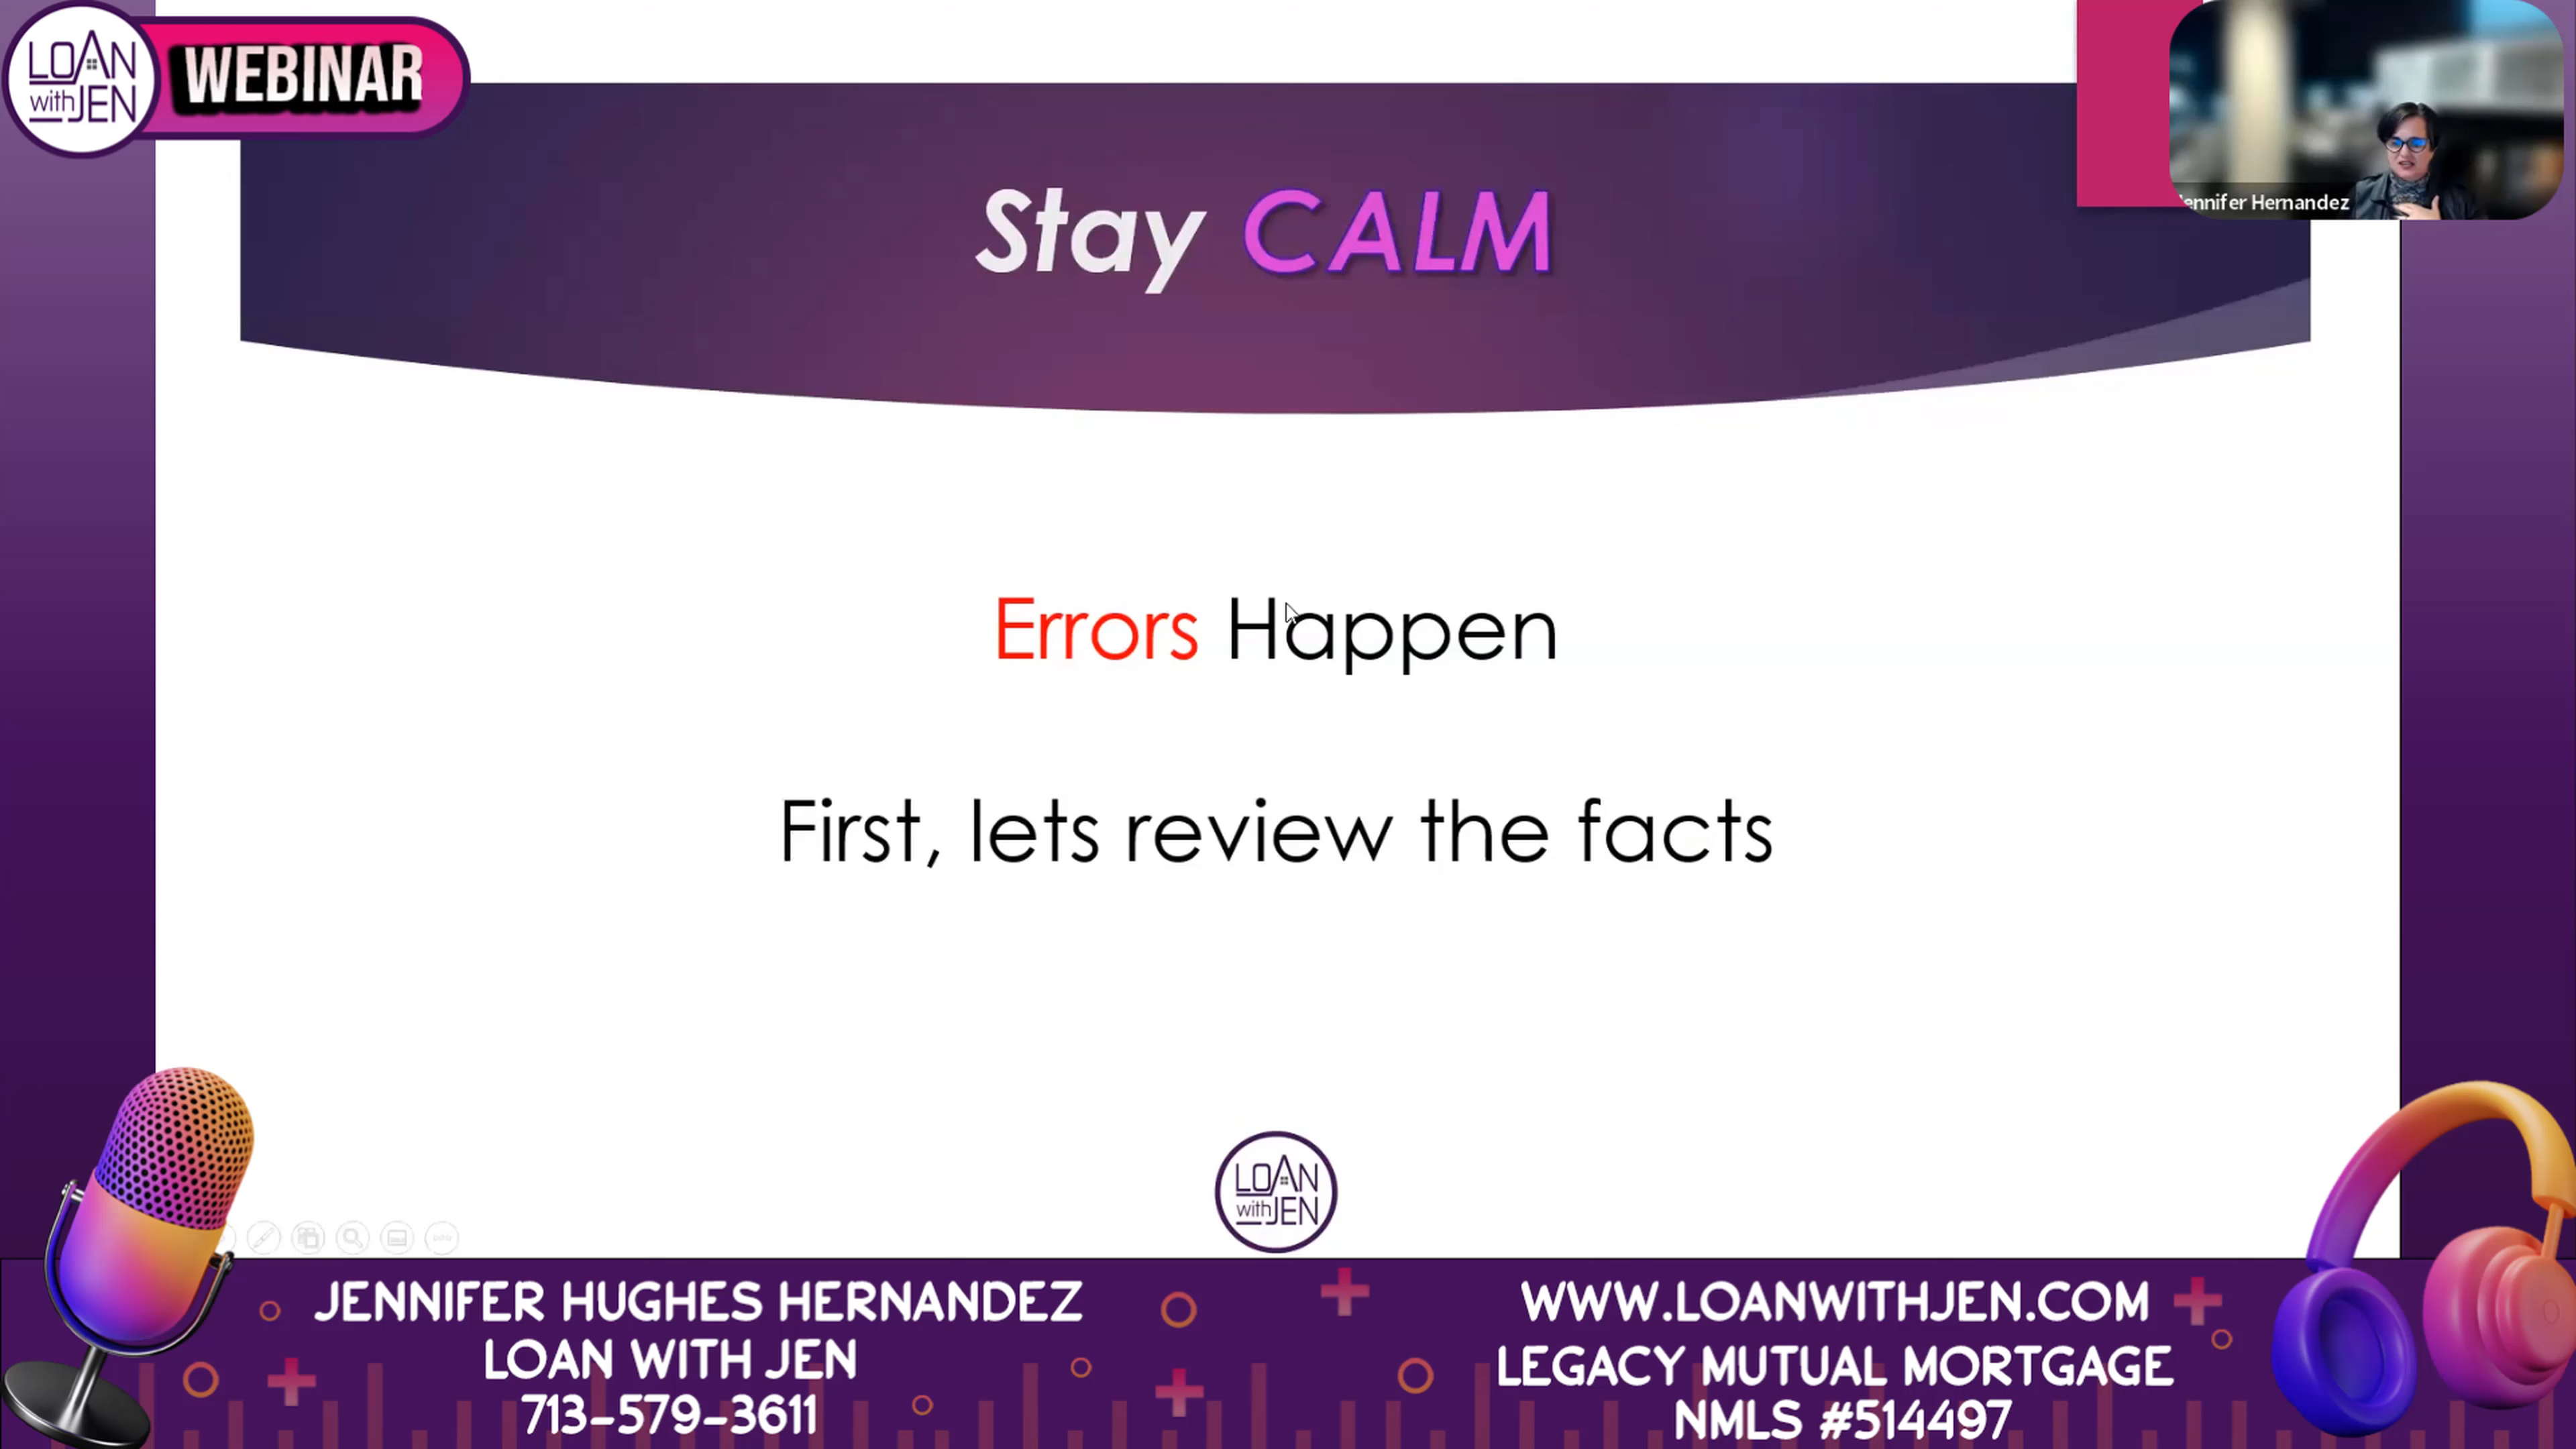 LOAN
with JEN
WEBINAR
Jennifer Hernandez
Stay CALM
Errors Happen
First, lets review the facts
LOAN
with JEN
JENNIFER HUGHES HERNANDEZ
LOAN WITH JEN
713-579-3611
WWW.LOANWITHJEN.COM
LEGACY MUTUAL MORTGAGE
NMLS #514497